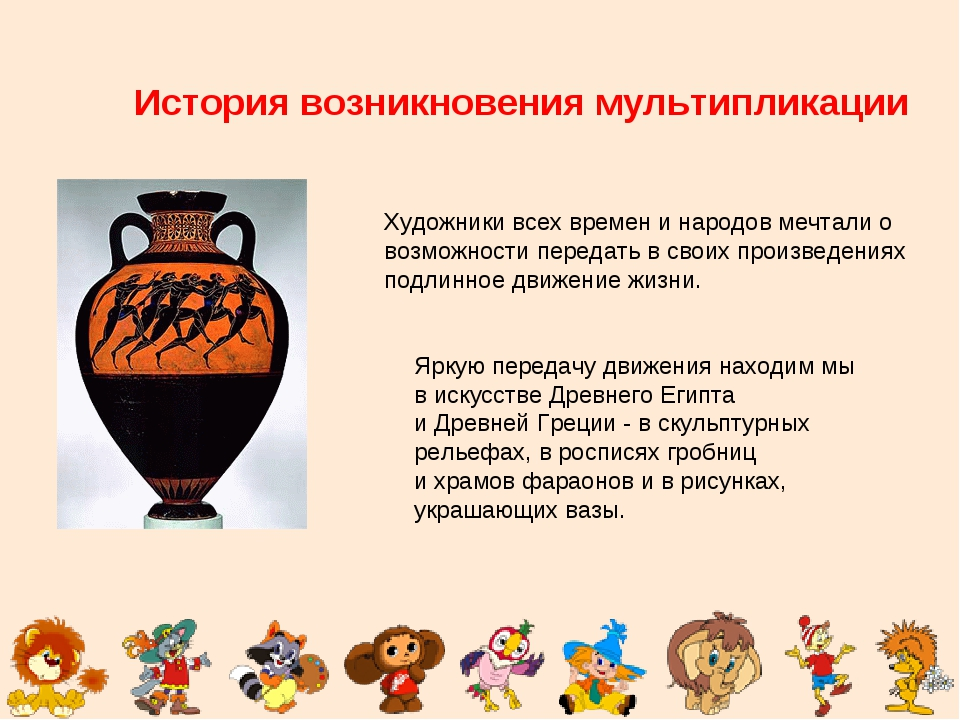 История возникновения мультипликации
Художники всех времен и народов мечтали о
возможности передать в своих произведениях
подлинное движение жизни.
Яркую передачу движения находим мы
в искусстве Древнего Египта
и Древней Греции - в скульптурных
рельефах, в росписях гробниц
и храмов фараонов и в рисунках,
украшающих вазы.